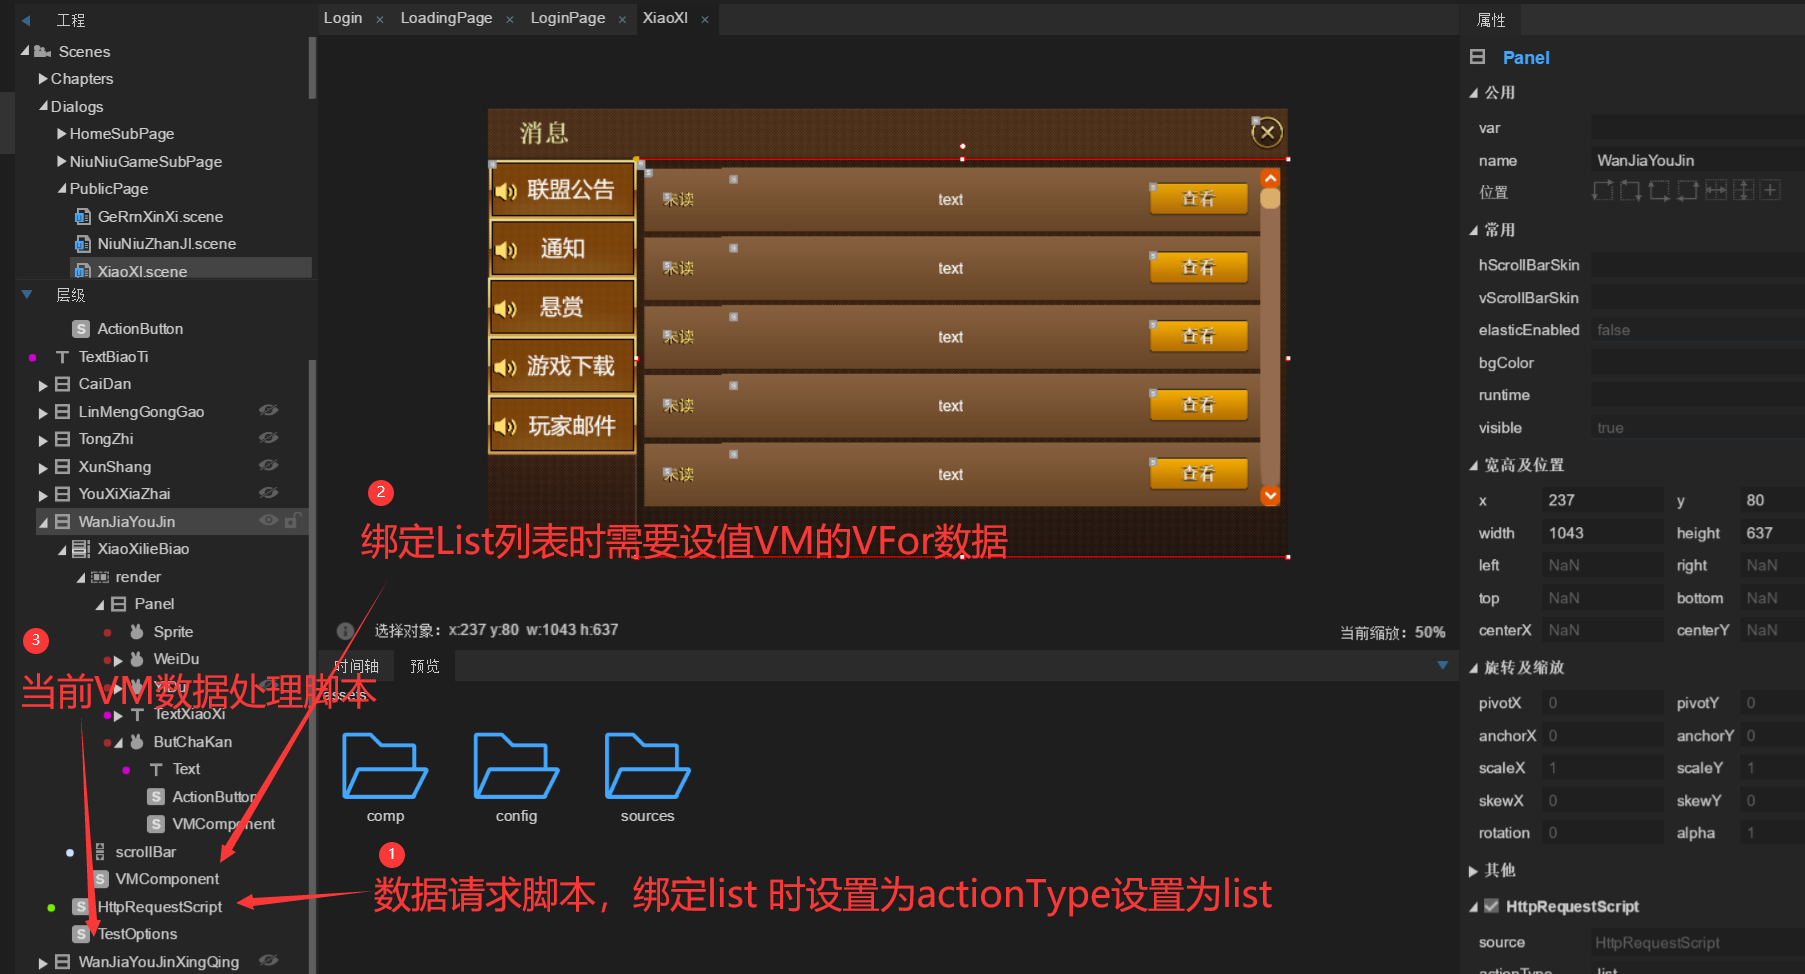 工程
Scenes
Chapters
Dialogs
HomeSubPage
NiuNiuGameSubPage
PublicPage
GeRrnXinXi.scene
NiuNiuZhanJI.scene
XiaoXI.scene
层级
ActionButton
TextBiaoTi
CaiDan
LinMengGongGao
TongZhi
XunShang
YouXiXiaZhai
WanJiaYouJin
XiaoXilieBiao
render
Panel
Sprite
WeiDu
YiDu
TextXiaoXi
ButChaKan
Text
ActionButton
VMComponent
scrollBar
VMComponent
HttpRequestScript
TestOptions
WanJiaYouJinXingQing
Login × LoadingPage × LoginPage × XiaoXI ×
消息
联盟公告
通知
悬赏
游戏下载
玩家邮件
未读 text 查看
未读 text 查看
未读 text 查看
未读 text 查看
未读 text 查看
2
绑定List列表时需要设值VM的VFor数据
3
当前VM数据处理脚本
选择对象：x:237 y:80 w:1043 h:637
当前缩放：50%
时间轴 预览
assets
comp config sources
1
数据请求脚本，绑定list 时设置为actionType设置为list
属性
Panel
公用
var
name WanJiaYouJin
位置
常用
hScrollBarSkin
vScrollBarSkin
elasticEnabled false
bgColor
runtime
visible true
宽高及位置
x 237 y 80
width 1043 height 637
left NaN right NaN
top NaN bottom NaN
centerX NaN centerY NaN
旋转及缩放
pivotX 0 pivotY 0
anchorX 0 anchorY 0
scaleX 1 scaleY 1
skewX 0 skewY 0
rotation 0 alpha 1
其他
HttpRequestScript
source HttpRequestScript
actionType list